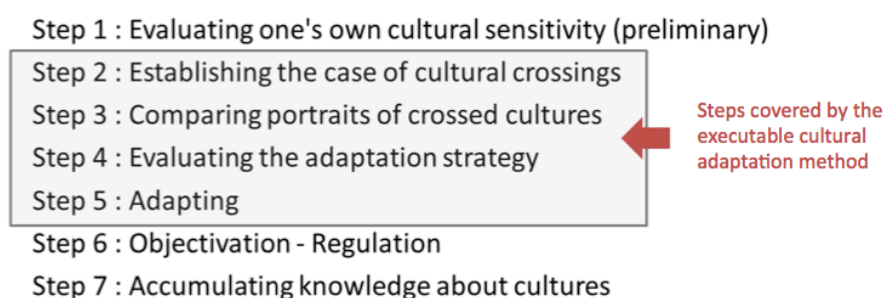 Step 1 : Evaluating one's own cultural sensitivity (preliminary)
Step 2 : Establishing the case of cultural crossings
Step 3 : Comparing portraits of crossed cultures
Step 4 : Evaluating the adaptation strategy
Step 5 : Adapting
Step 6 : Objectivation - Regulation
Step 7 : Accumulating knowledge about cultures
Steps covered by the
executable cultural
adaptation method